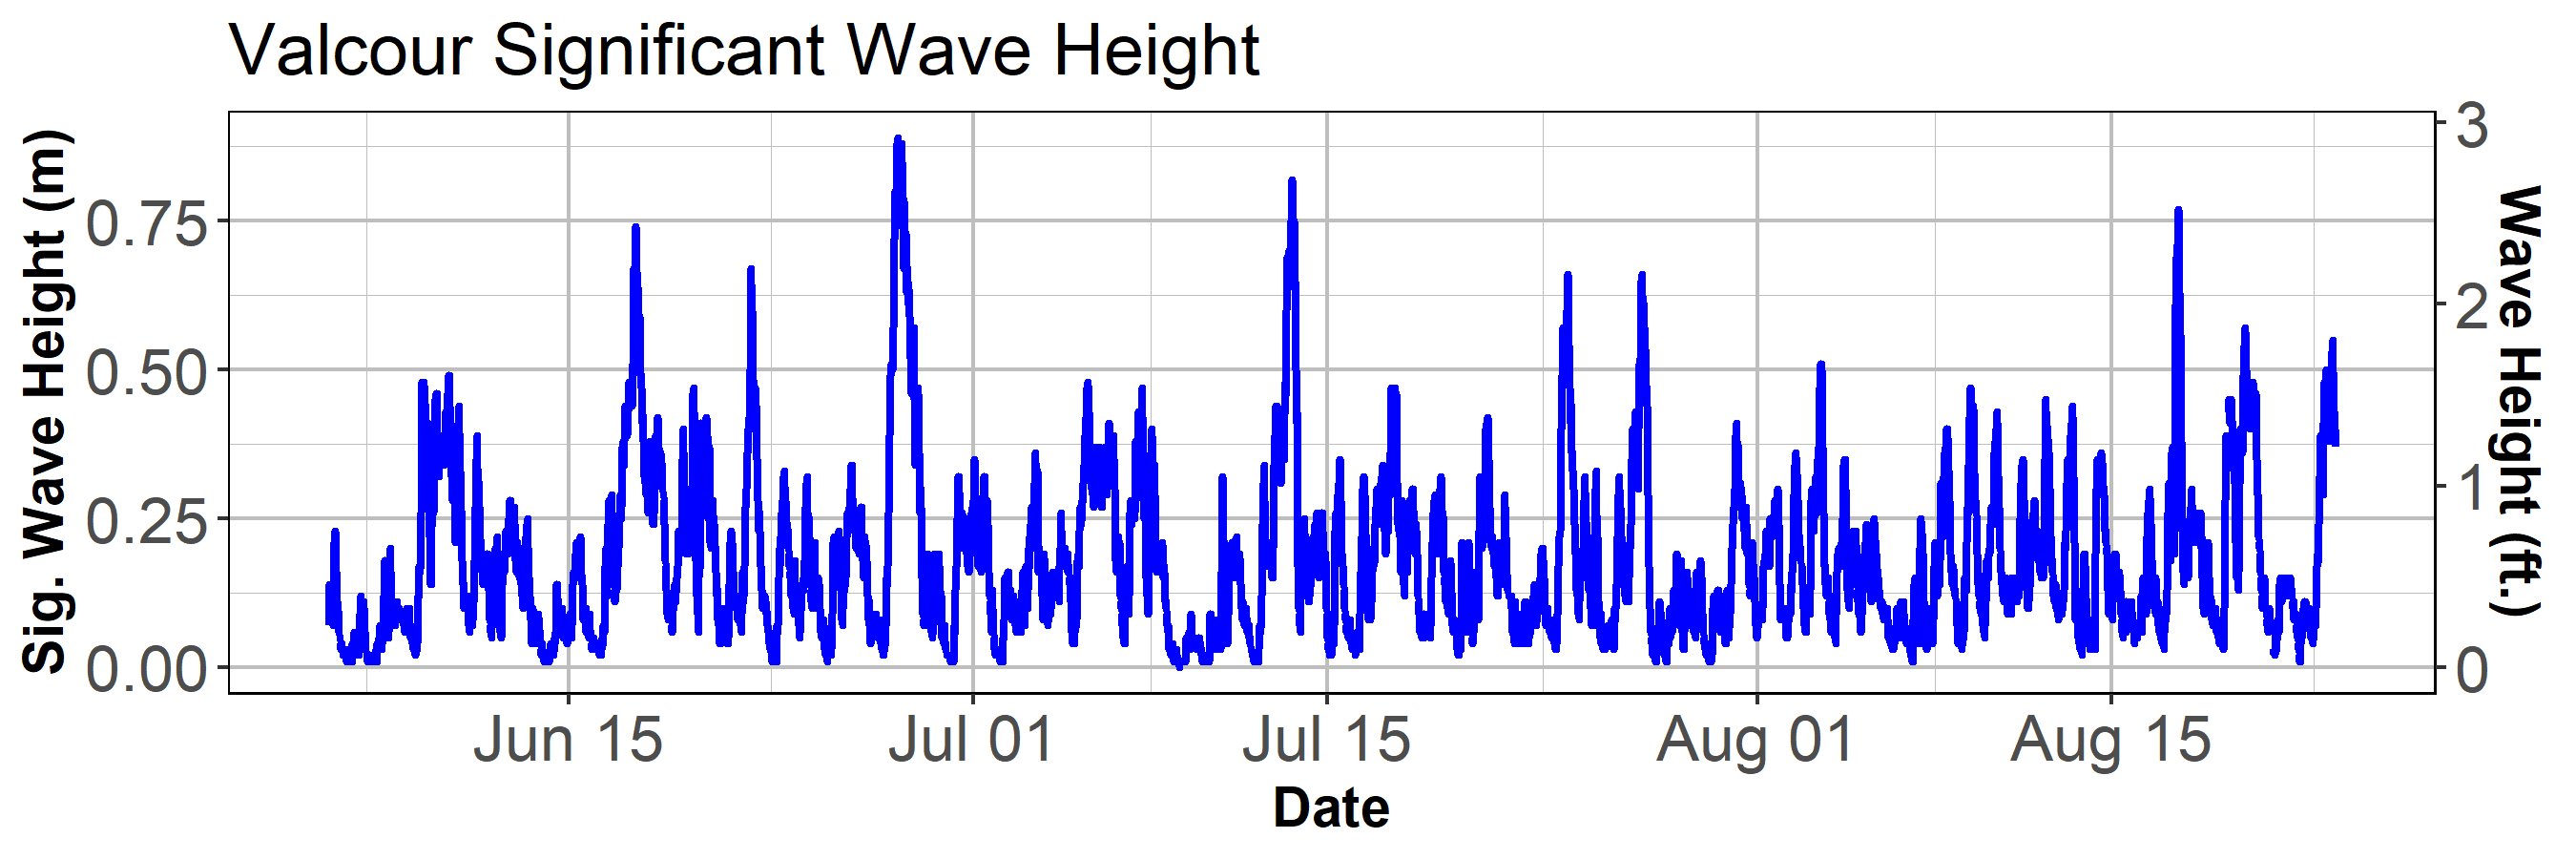 Valcour Significant Wave Height
Sig. Wave Height (m)
0.75
0.50
0.25
0.00
3
2
1
0
Wave Height (ft.)
Jun 15
Jul 01
Jul 15
Aug 01
Aug 15
Date